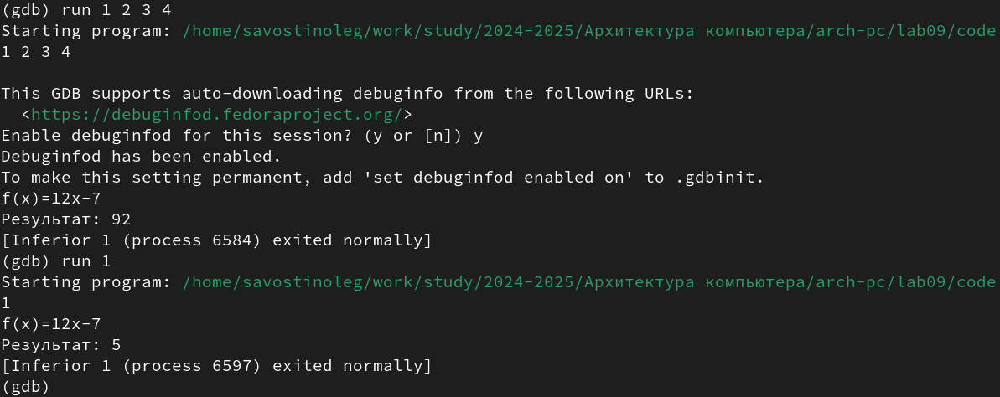 (gdb) run 1 2 3 4
Starting program: /home/savostinoleg/work/study/2024-2025/Архитектура компьютера/arch-pc/lab09/code
1 2 3 4
This GDB supports auto-downloading debuginfo from the following URLs:
<https://debuginfod.fedoraproject.org/>
Enable debuginfod for this session? (y or [n]) y
Debuginfod has been enabled.
To make this setting permanent, add 'set debuginfod enabled on' to .gdbinit.
f(x)=12x-7
Результат: 92
[Inferior 1 (process 6584) exited normally]
(gdb) run 1
Starting program: /home/savostinoleg/work/study/2024-2025/Архитектура компьютера/arch-pc/lab09/code
1
f(x)=12x-7
Результат: 5
[Inferior 1 (process 6597) exited normally]
(gdb)